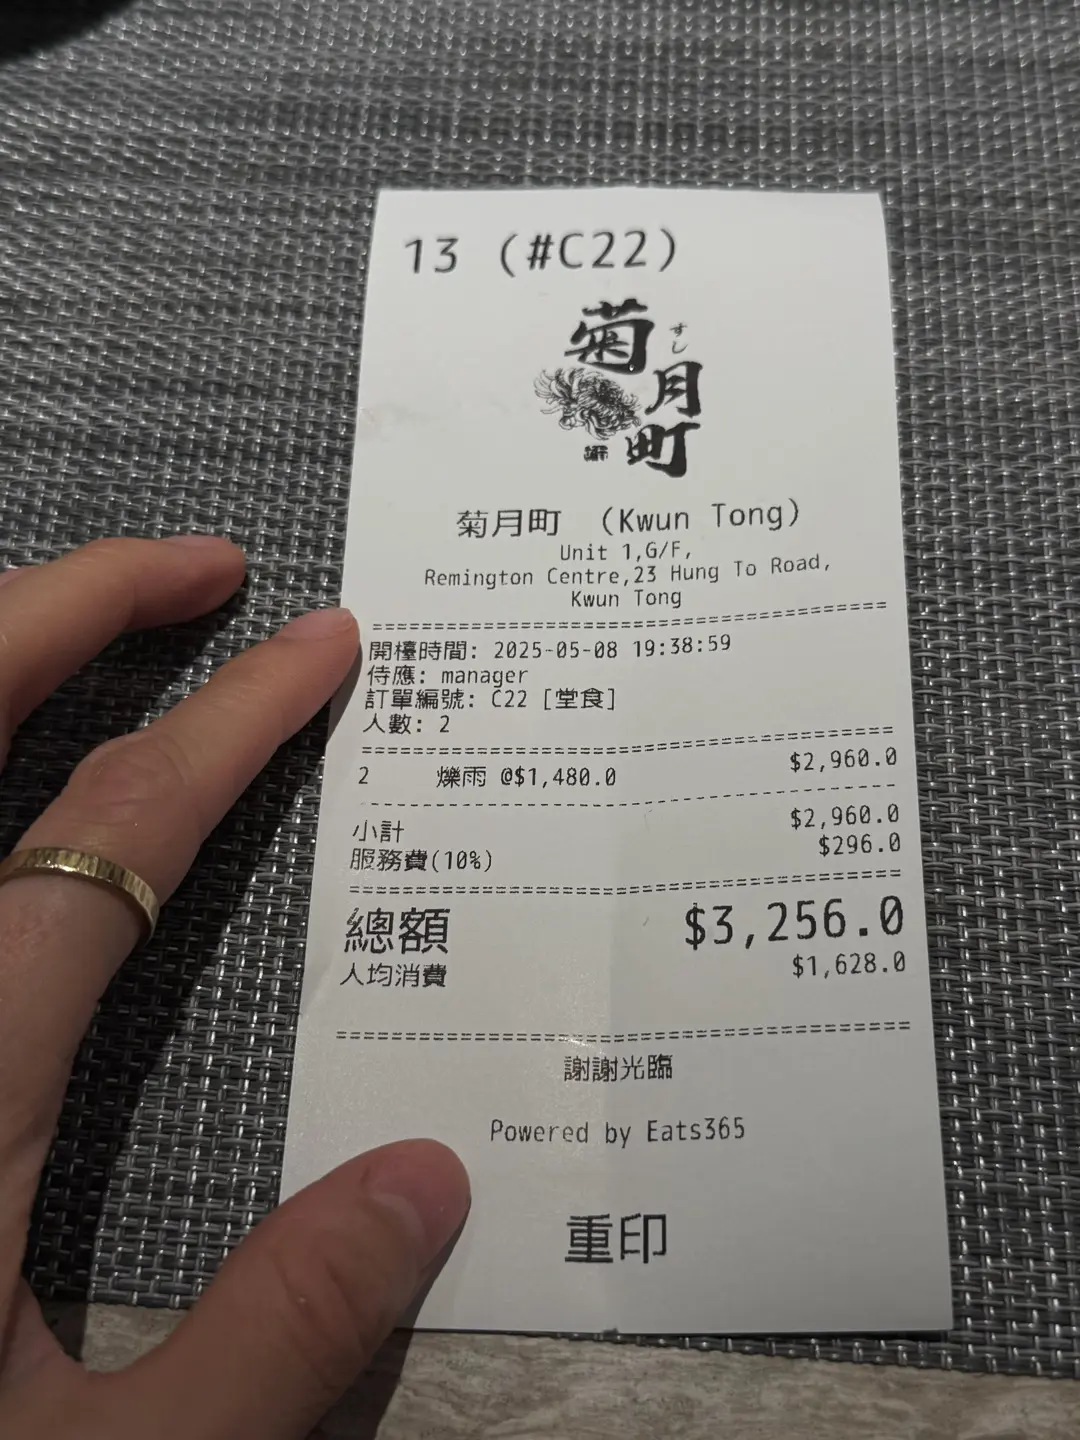 13 (#C22)
菊月町
すし
菊月町 (Kwun Tong)
Unit 1,G/F,
Remington Centre,23 Hung To Road,
Kwun Tong
開檯時間: 2025-05-08 19:38:59
侍應: manager
訂單編號: C22 [堂食]
人數: 2
2 爍雨 @$1,480.0 $2,960.0
小計 $2,960.0
服務費(10%) $296.0
總額 $3,256.0
人均消費 $1,628.0
謝謝光臨
Powered by Eats365
重印